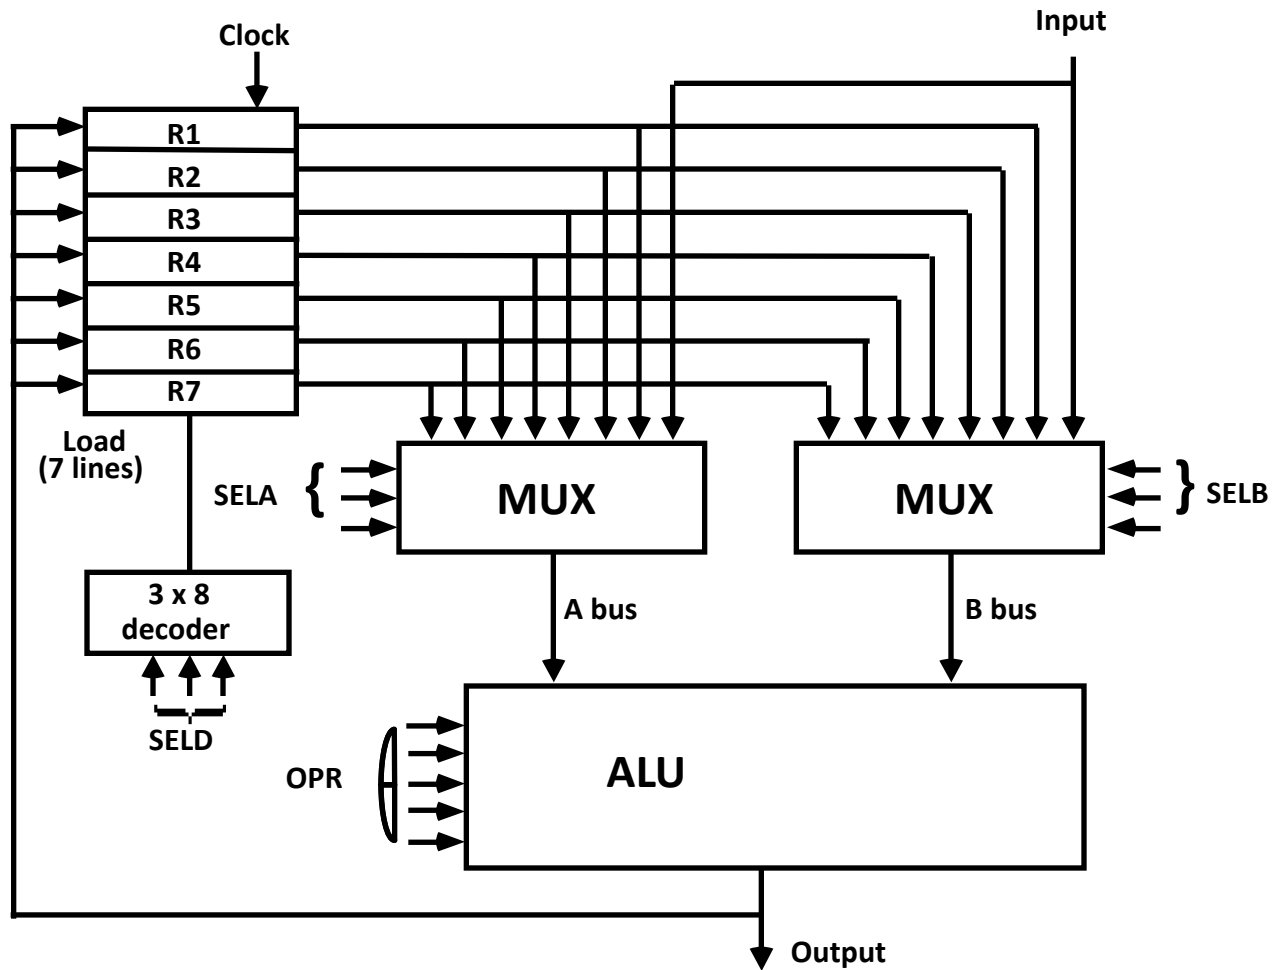 Input
Clock
R1
R2
R3
R4
R5
R6
R7
Load
(7 lines)
SELA
{
MUX
MUX
}
SELB
3 x 8
decoder
A bus
B bus
SELD
OPR
ALU
Output